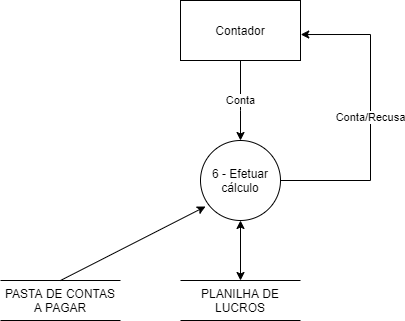 Contador
Conta
Conta/Recusa
6 - Efetuar
cálculo
PASTA DE CONTAS
A PAGAR
PLANILHA DE
LUCROS